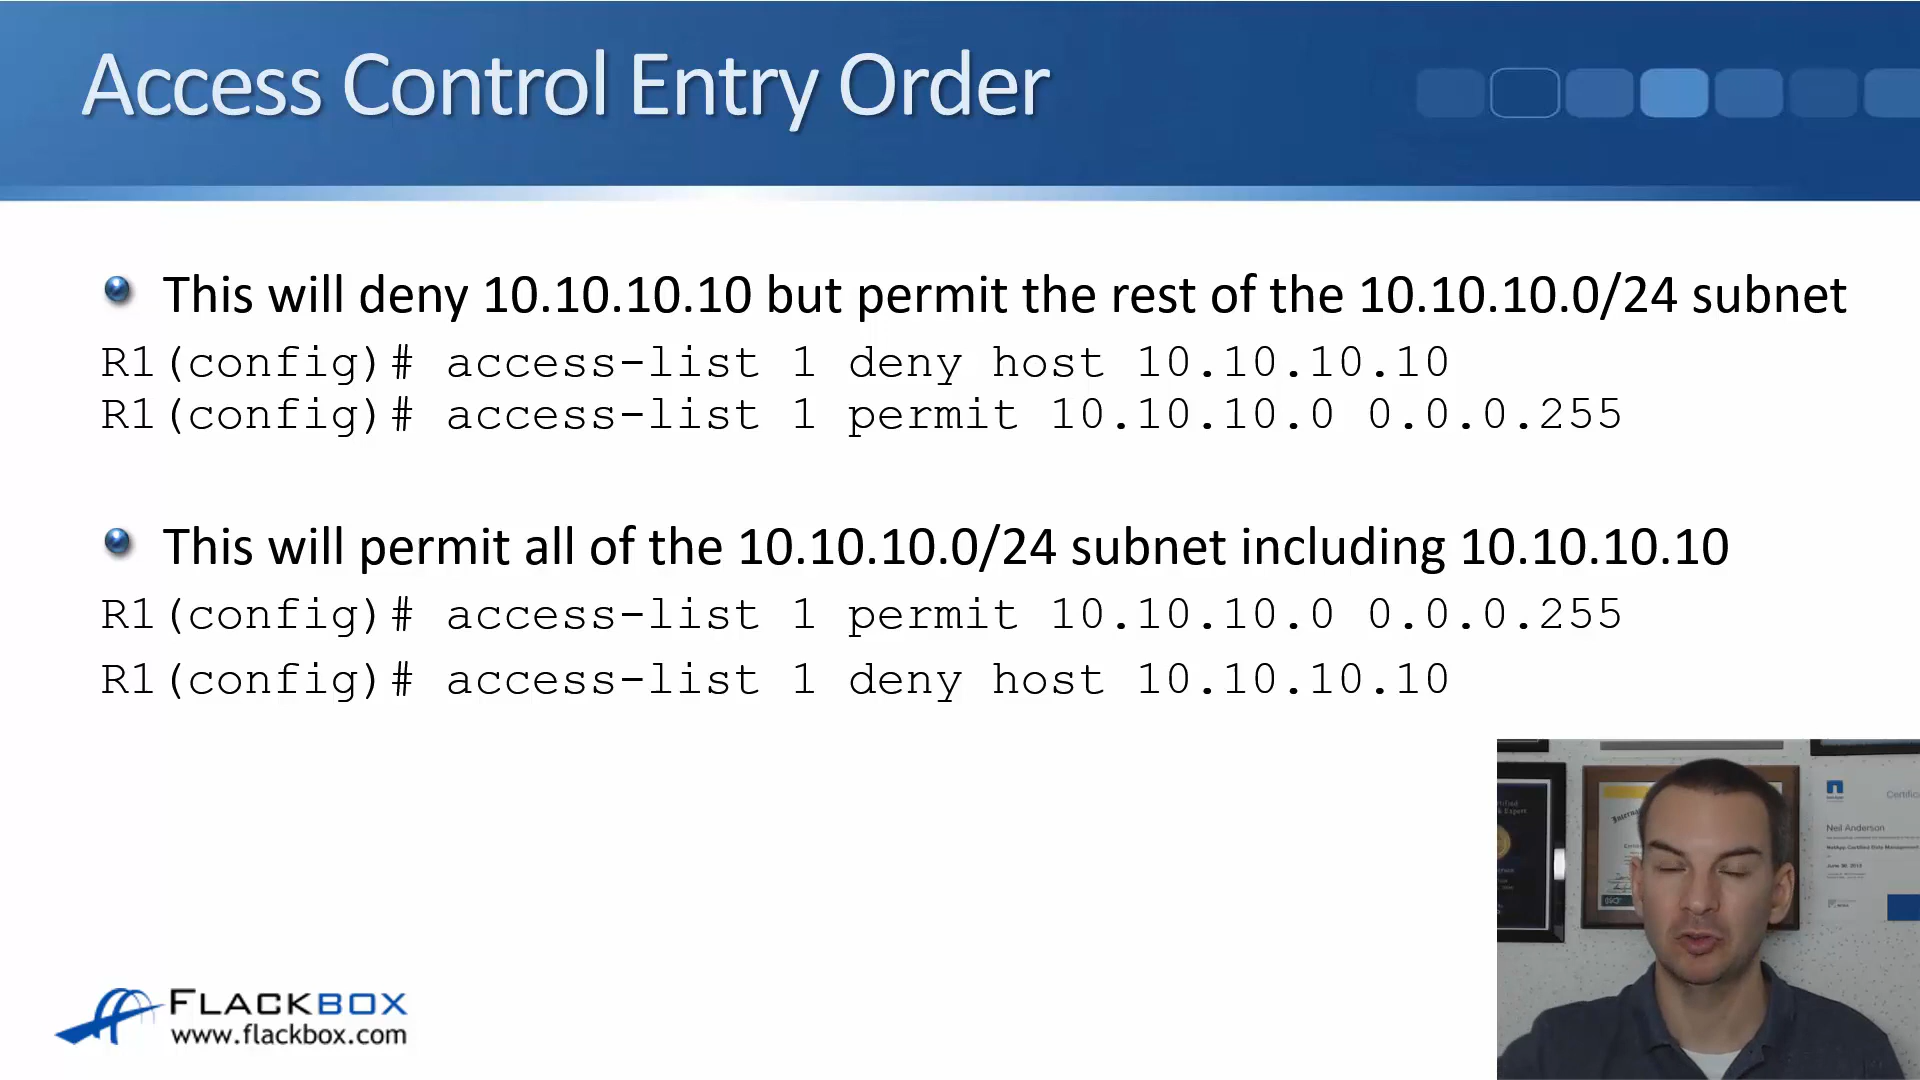 Access Control Entry Order
This will deny 10.10.10.10 but permit the rest of the 10.10.10.0/24 subnet
R1(config)# access-list 1 deny host 10.10.10.10
R1(config)# access-list 1 permit 10.10.10.0 0.0.0.255
This will permit all of the 10.10.10.0/24 subnet including 10.10.10.10
R1(config)# access-list 1 permit 10.10.10.0 0.0.0.255
R1(config)# access-list 1 deny host 10.10.10.10
Neil Anderson
FLACKBOX
www.flackbox.com